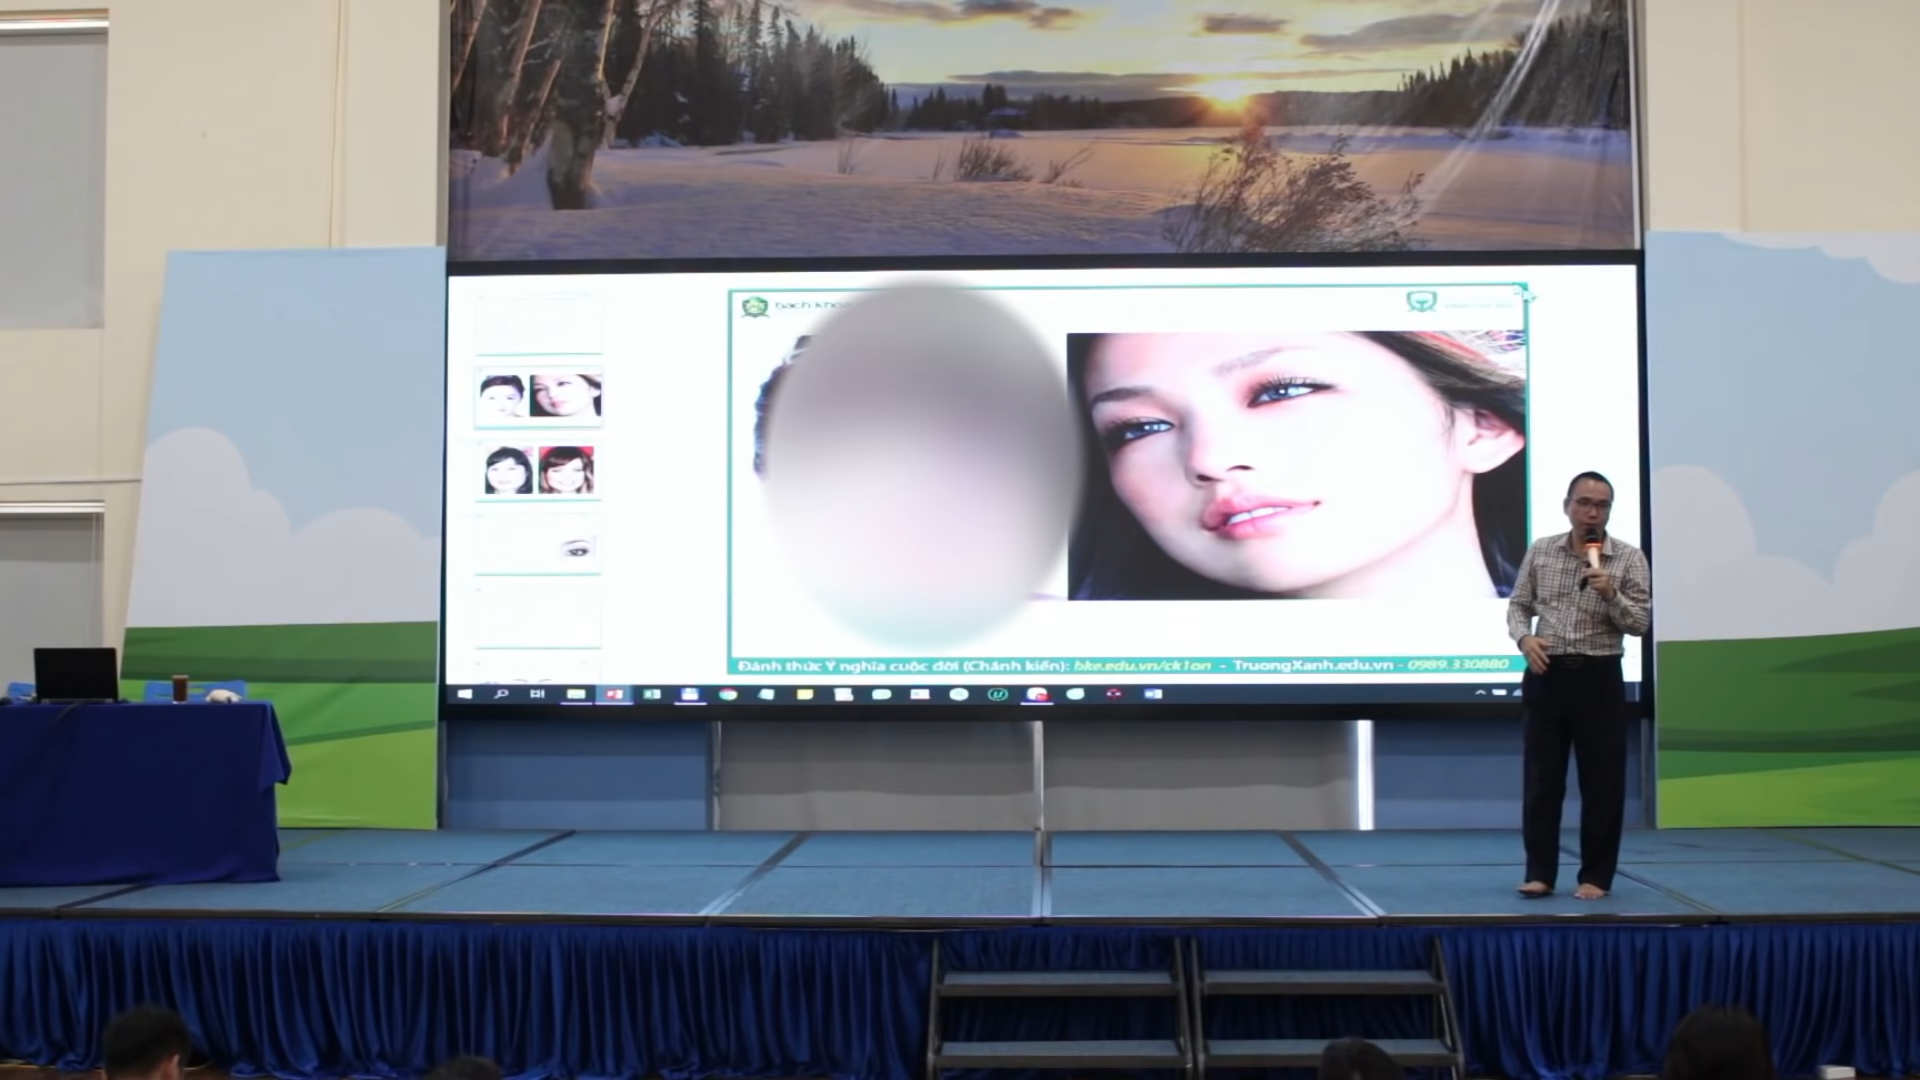 bach khoa
Đánh thức Ý nghĩa cuộc đời (Chánh kiến): bke.edu.vn/ck1on - TruongXanh.edu.vn - 0989.330880